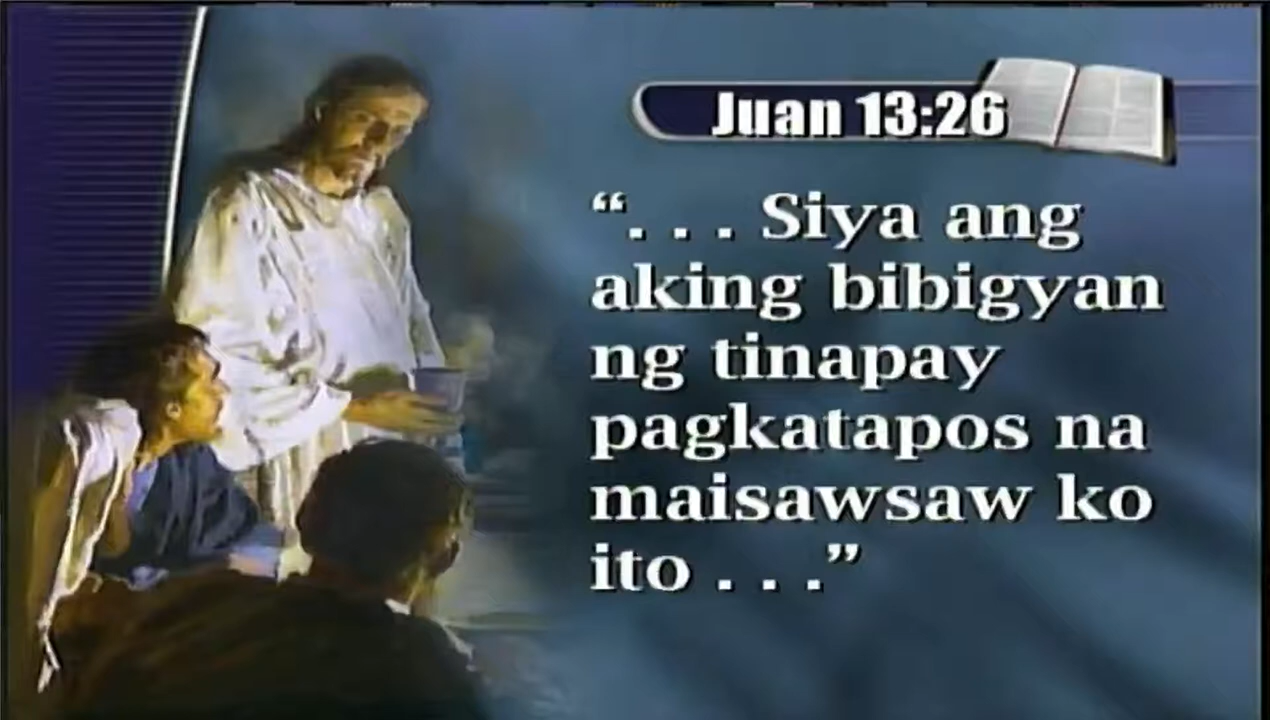 Juan 13:26
“. . . Siya ang
aking bibigyan
ng tinapay
pagkatapos na
maisawsaw ko
ito . . .”